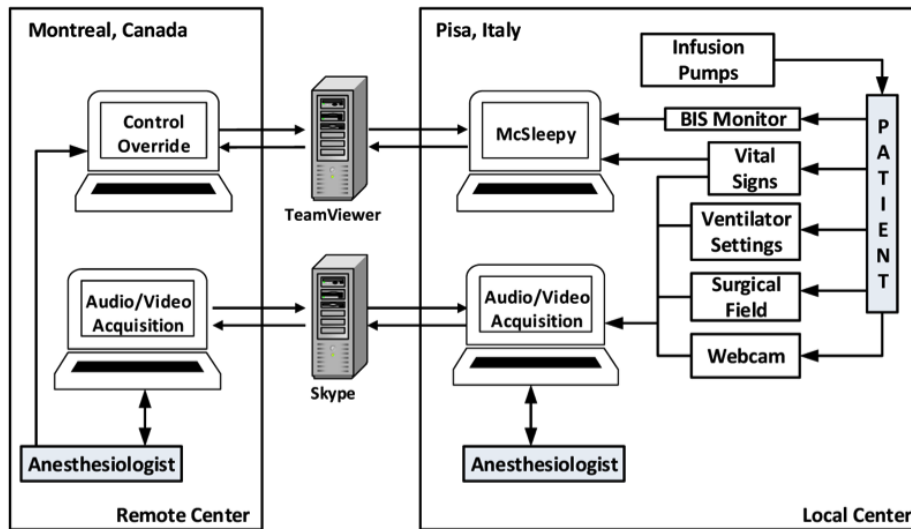 Montreal, Canada
Control
Override
Audio/Video
Acquisition
Anesthesiologist
Remote Center
TeamViewer
Skype
Pisa, Italy
McSleepy
Audio/Video
Acquisition
Anesthesiologist
Infusion
Pumps
BIS Monitor
Vital
Signs
Ventilator
Settings
Surgical
Field
Webcam
PATIENT
Local Center